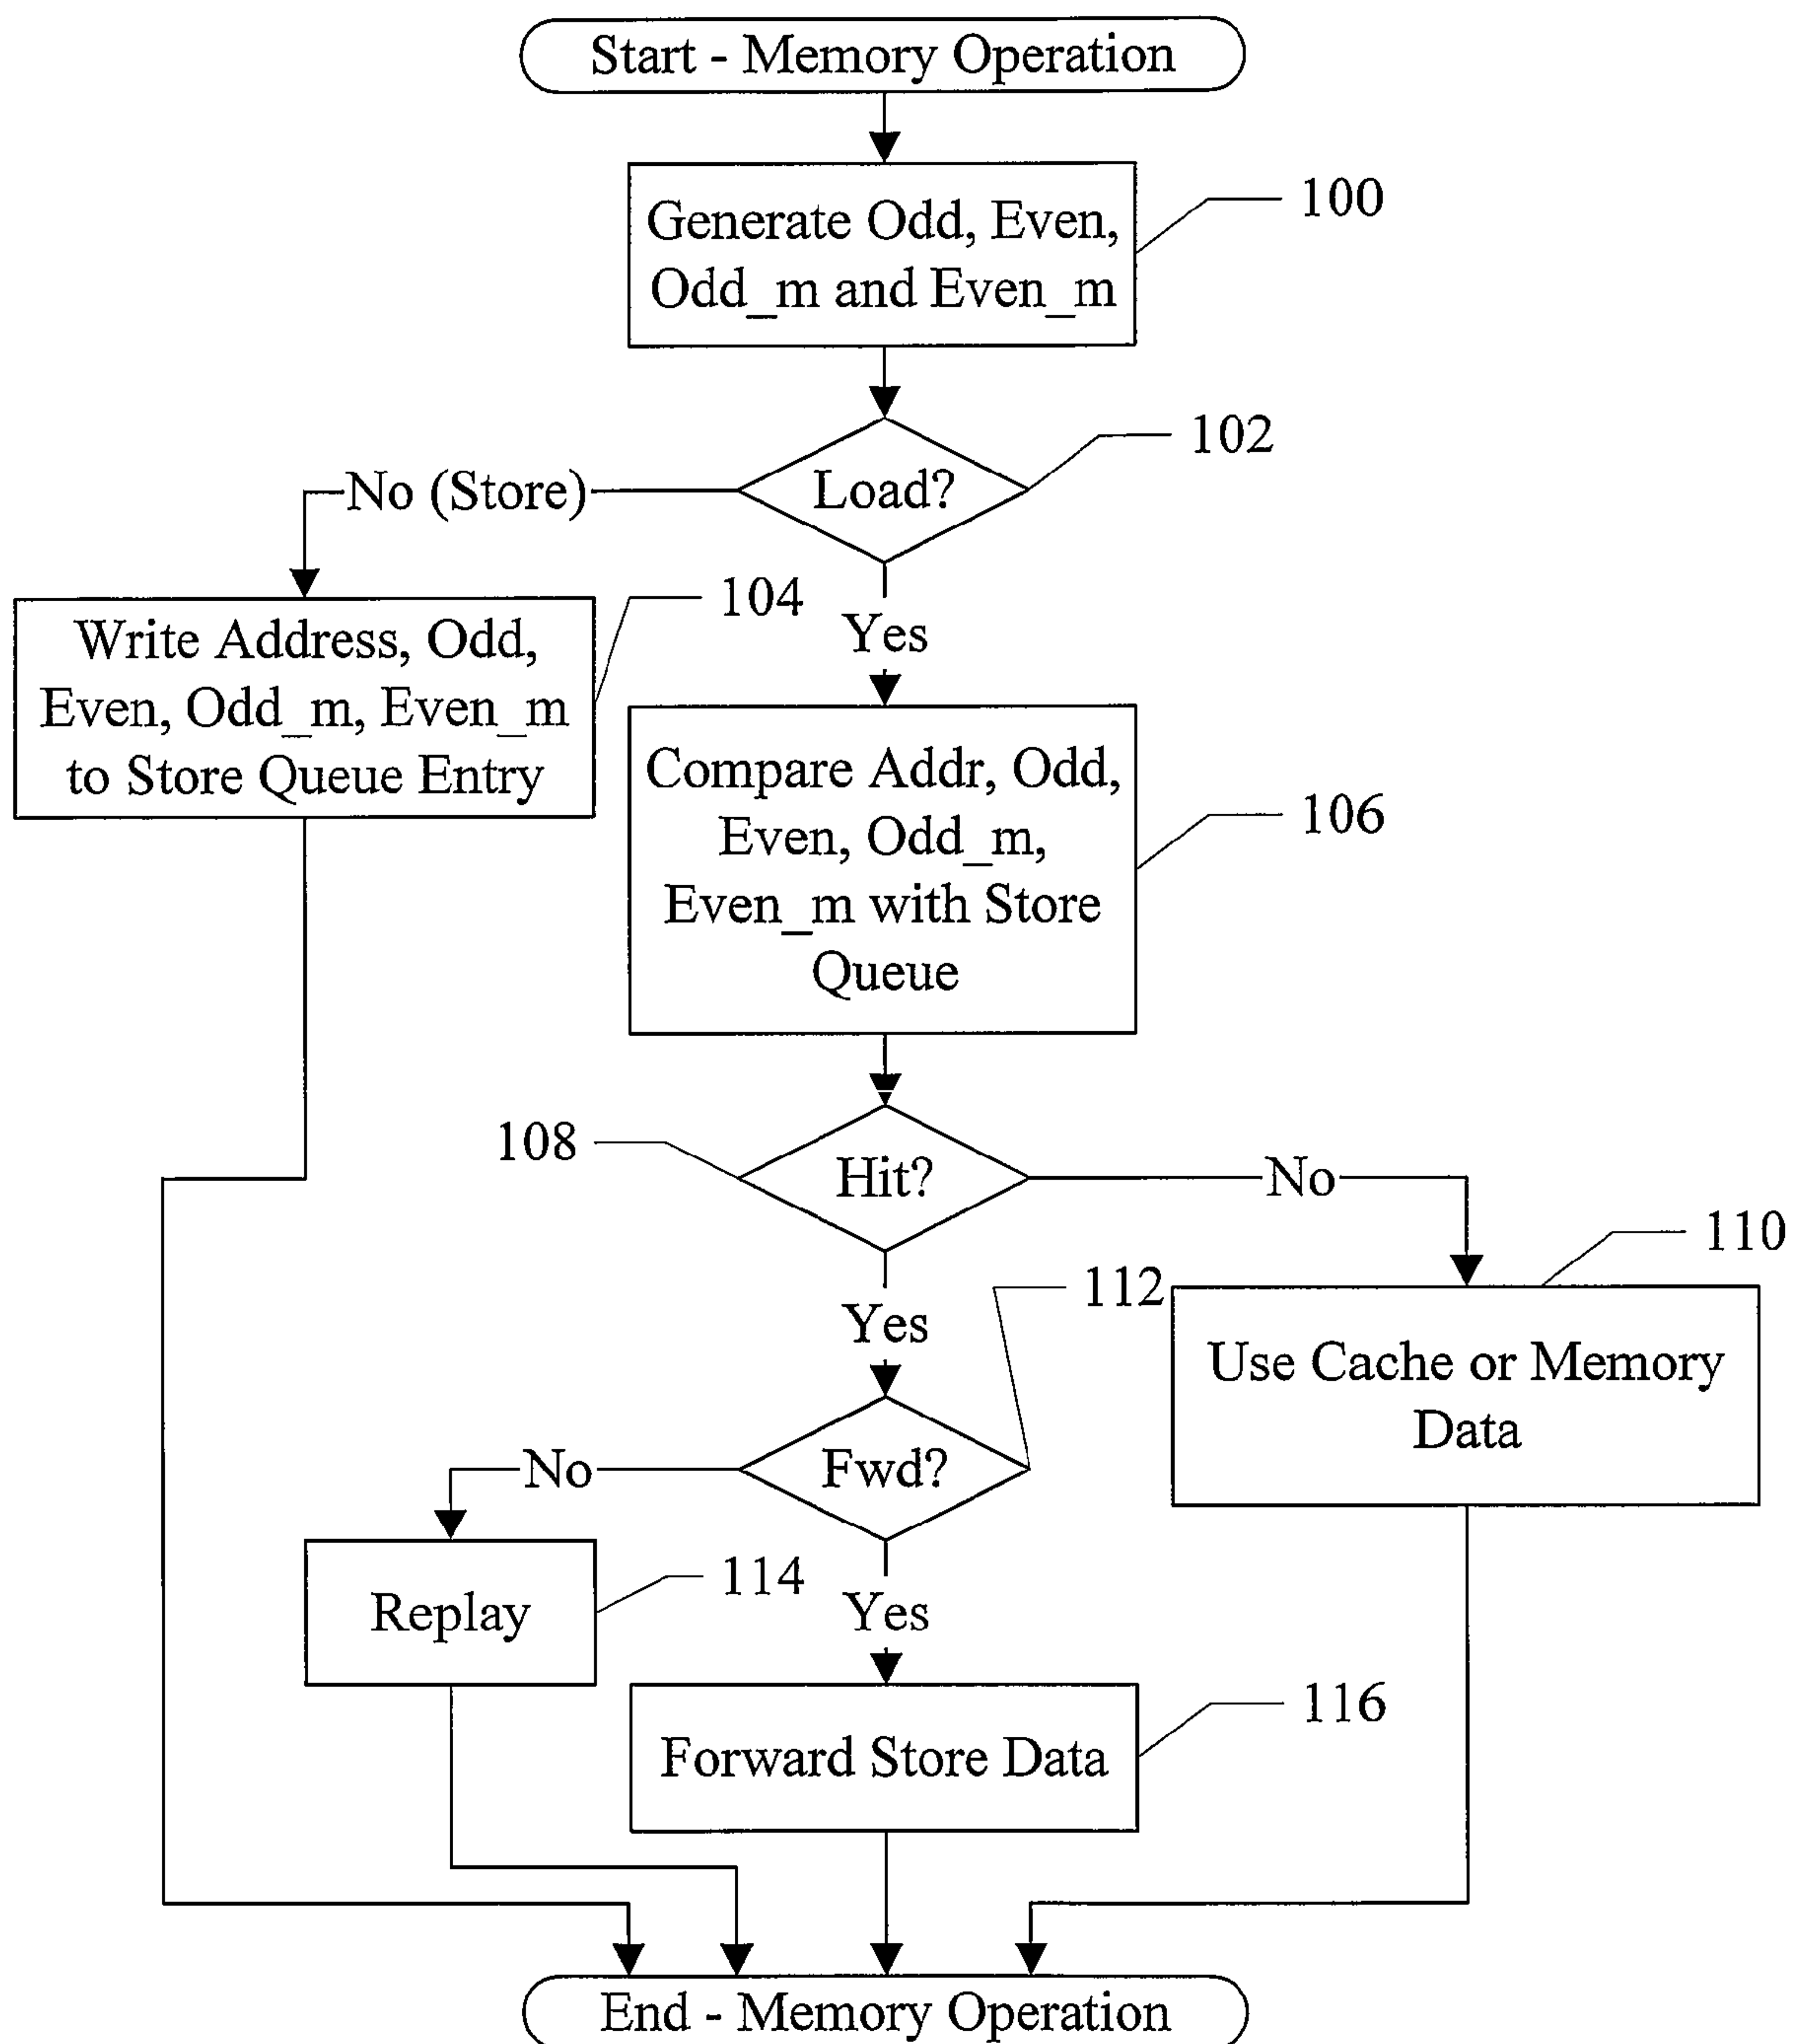 Start - Memory Operation
100
Generate Odd, Even,
Odd_m and Even_m
102
Load?
No (Store)
Yes
104
Write Address, Odd,
Even, Odd_m, Even_m
to Store Queue Entry
106
Compare Addr, Odd,
Even, Odd_m,
Even_m with Store
Queue
108
Hit?
No
110
Yes
112
Use Cache or Memory
Data
Fwd?
No
114
Yes
Replay
116
Forward Store Data
End - Memory Operation